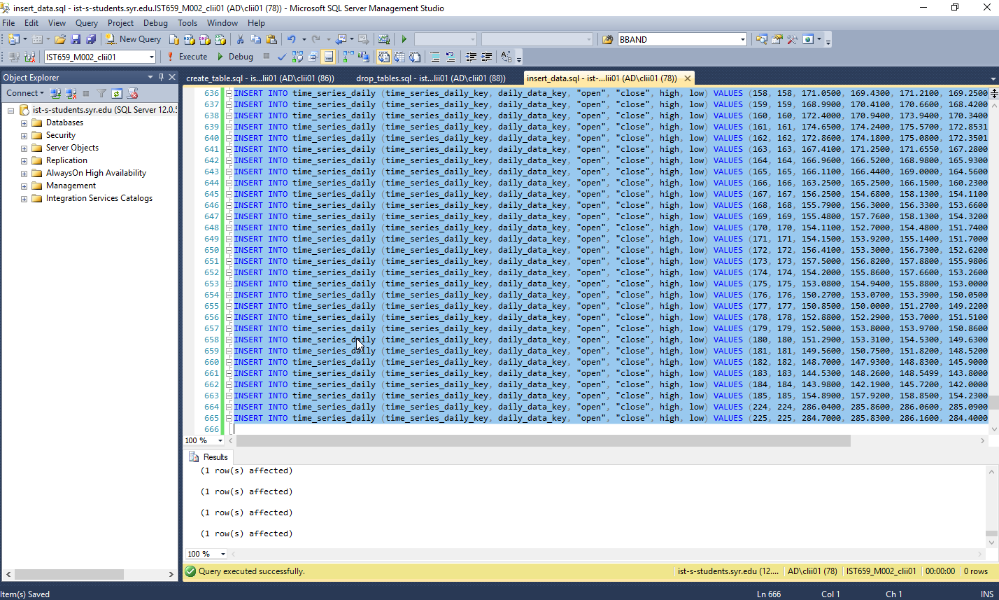 insert_data.sql - ist-s-students.syr.edu.IST659_M002_clii01 (AD\clii01 (78)) - Microsoft SQL Server Management Studio
File Edit View Query Project Debug Tools Window Help
New Query BBAND
IST659_M002_clii01 Execute Debug
Object Explorer
Connect
ist-s-students.syr.edu (SQL Server 12.0.5
Databases
Security
Server Objects
Replication
AlwaysOn High Availability
Management
Integration Services Catalogs
create_table.sql - is...lii01 (AD\clii01 (86)) drop_tables.sql - ist...lii01 (AD\clii01 (88)) insert_data.sql - ist-...lii01 (AD\clii01 (78))
636 INSERT INTO time_series_daily (time_series_daily_key, daily_data_key, "open", "close", high, low) VALUES (158, 158, 171.0500, 169.4300, 171.2100, 169.2500
637 INSERT INTO time_series_daily (time_series_daily_key, daily_data_key, "open", "close", high, low) VALUES (159, 159, 168.9900, 170.4100, 170.6600, 168.4200
638 INSERT INTO time_series_daily (time_series_daily_key, daily_data_key, "open", "close", high, low) VALUES (160, 160, 172.4000, 170.9400, 173.9400, 170.3400
639 INSERT INTO time_series_daily (time_series_daily_key, daily_data_key, "open", "close", high, low) VALUES (161, 161, 174.6500, 174.2400, 175.5700, 172.8531
640 INSERT INTO time_series_daily (time_series_daily_key, daily_data_key, "open", "close", high, low) VALUES (162, 162, 172.8600, 174.1800, 175.0800, 172.3501
641 INSERT INTO time_series_daily (time_series_daily_key, daily_data_key, "open", "close", high, low) VALUES (163, 163, 167.4100, 171.2500, 171.6550, 167.2800
642 INSERT INTO time_series_daily (time_series_daily_key, daily_data_key, "open", "close", high, low) VALUES (164, 164, 166.9600, 166.5200, 168.9800, 165.9300
643 INSERT INTO time_series_daily (time_series_daily_key, daily_data_key, "open", "close", high, low) VALUES (165, 165, 166.1100, 166.4400, 169.0000, 164.5600
644 INSERT INTO time_series_daily (time_series_daily_key, daily_data_key, "open", "close", high, low) VALUES (166, 166, 163.2500, 165.2500, 166.1500, 160.2300
645 INSERT INTO time_series_daily (time_series_daily_key, daily_data_key, "open", "close", high, low) VALUES (167, 167, 156.2500, 154.6800, 158.1300, 154.1100
646 INSERT INTO time_series_daily (time_series_daily_key, daily_data_key, "open", "close", high, low) VALUES (168, 168, 155.7900, 156.3000, 156.3300, 153.6600
647 INSERT INTO time_series_daily (time_series_daily_key, daily_data_key, "open", "close", high, low) VALUES (169, 169, 155.4800, 157.7600, 158.1300, 154.3200
648 INSERT INTO time_series_daily (time_series_daily_key, daily_data_key, "open", "close", high, low) VALUES (170, 170, 154.1100, 152.7000, 154.4800, 151.7400
649 INSERT INTO time_series_daily (time_series_daily_key, daily_data_key, "open", "close", high, low) VALUES (171, 171, 154.1500, 153.9200, 155.1400, 151.7000
650 INSERT INTO time_series_daily (time_series_daily_key, daily_data_key, "open", "close", high, low) VALUES (172, 172, 156.4100, 153.3000, 156.7300, 152.6200
651 INSERT INTO time_series_daily (time_series_daily_key, daily_data_key, "open", "close", high, low) VALUES (173, 173, 157.5000, 156.8200, 157.8800, 155.9806
652 INSERT INTO time_series_daily (time_series_daily_key, daily_data_key, "open", "close", high, low) VALUES (174, 174, 154.2000, 155.8600, 157.6600, 153.2600
653 INSERT INTO time_series_daily (time_series_daily_key, daily_data_key, "open", "close", high, low) VALUES (175, 175, 153.0800, 154.9400, 155.8800, 153.0000
654 INSERT INTO time_series_daily (time_series_daily_key, daily_data_key, "open", "close", high, low) VALUES (176, 176, 150.2700, 153.0700, 153.3900, 150.0500
655 INSERT INTO time_series_daily (time_series_daily_key, daily_data_key, "open", "close", high, low) VALUES (177, 177, 150.8500, 150.0000, 151.2700, 149.2200
656 INSERT INTO time_series_daily (time_series_daily_key, daily_data_key, "open", "close", high, low) VALUES (178, 178, 152.8800, 152.2900, 153.7000, 151.5100
657 INSERT INTO time_series_daily (time_series_daily_key, daily_data_key, "open", "close", high, low) VALUES (179, 179, 152.5000, 153.8000, 153.9700, 150.8600
658 INSERT INTO time_series_daily (time_series_daily_key, daily_data_key, "open", "close", high, low) VALUES (180, 180, 151.2900, 153.3100, 154.5300, 149.6300
659 INSERT INTO time_series_daily (time_series_daily_key, daily_data_key, "open", "close", high, low) VALUES (181, 181, 149.5600, 150.7500, 151.8200, 148.5200
660 INSERT INTO time_series_daily (time_series_daily_key, daily_data_key, "open", "close", high, low) VALUES (182, 182, 148.7000, 147.9300, 148.8300, 145.9000
661 INSERT INTO time_series_daily (time_series_daily_key, daily_data_key, "open", "close", high, low) VALUES (183, 183, 144.5300, 148.2600, 148.5499, 143.8000
662 INSERT INTO time_series_daily (time_series_daily_key, daily_data_key, "open", "close", high, low) VALUES (184, 184, 143.9800, 142.1900, 145.7200, 142.0000
663 INSERT INTO time_series_daily (time_series_daily_key, daily_data_key, "open", "close", high, low) VALUES (185, 185, 154.8900, 157.9200, 158.8500, 154.2300
664 INSERT INTO time_series_daily (time_series_daily_key, daily_data_key, "open", "close", high, low) VALUES (224, 224, 286.0400, 285.8600, 286.0600, 285.0900
665 INSERT INTO time_series_daily (time_series_daily_key, daily_data_key, "open", "close", high, low) VALUES (225, 225, 284.7000, 285.8300, 286.1600, 284.4000
666
100 %
Results
(1 row(s) affected)
(1 row(s) affected)
(1 row(s) affected)
(1 row(s) affected)
100 %
Query executed successfully. ist-s-students.syr.edu (12.... AD\clii01 (78) IST659_M002_clii01 00:00:00 0 rows
Item(s) Saved Ln 666 Col 1 Ch 1 INS